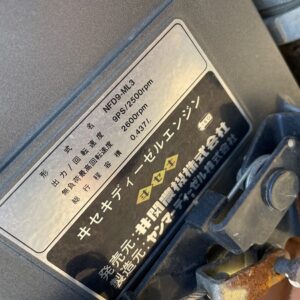 形式名 NFD9-ML3
出力/回転速度 9PS/2500rpm
無負荷最高回転速度 2600rpm
総行程容積 0.437ℓ
ヰセキディーゼルエンジン
発売元 井関農機株式会社
製造元 ヤンマーディーゼル株式会社